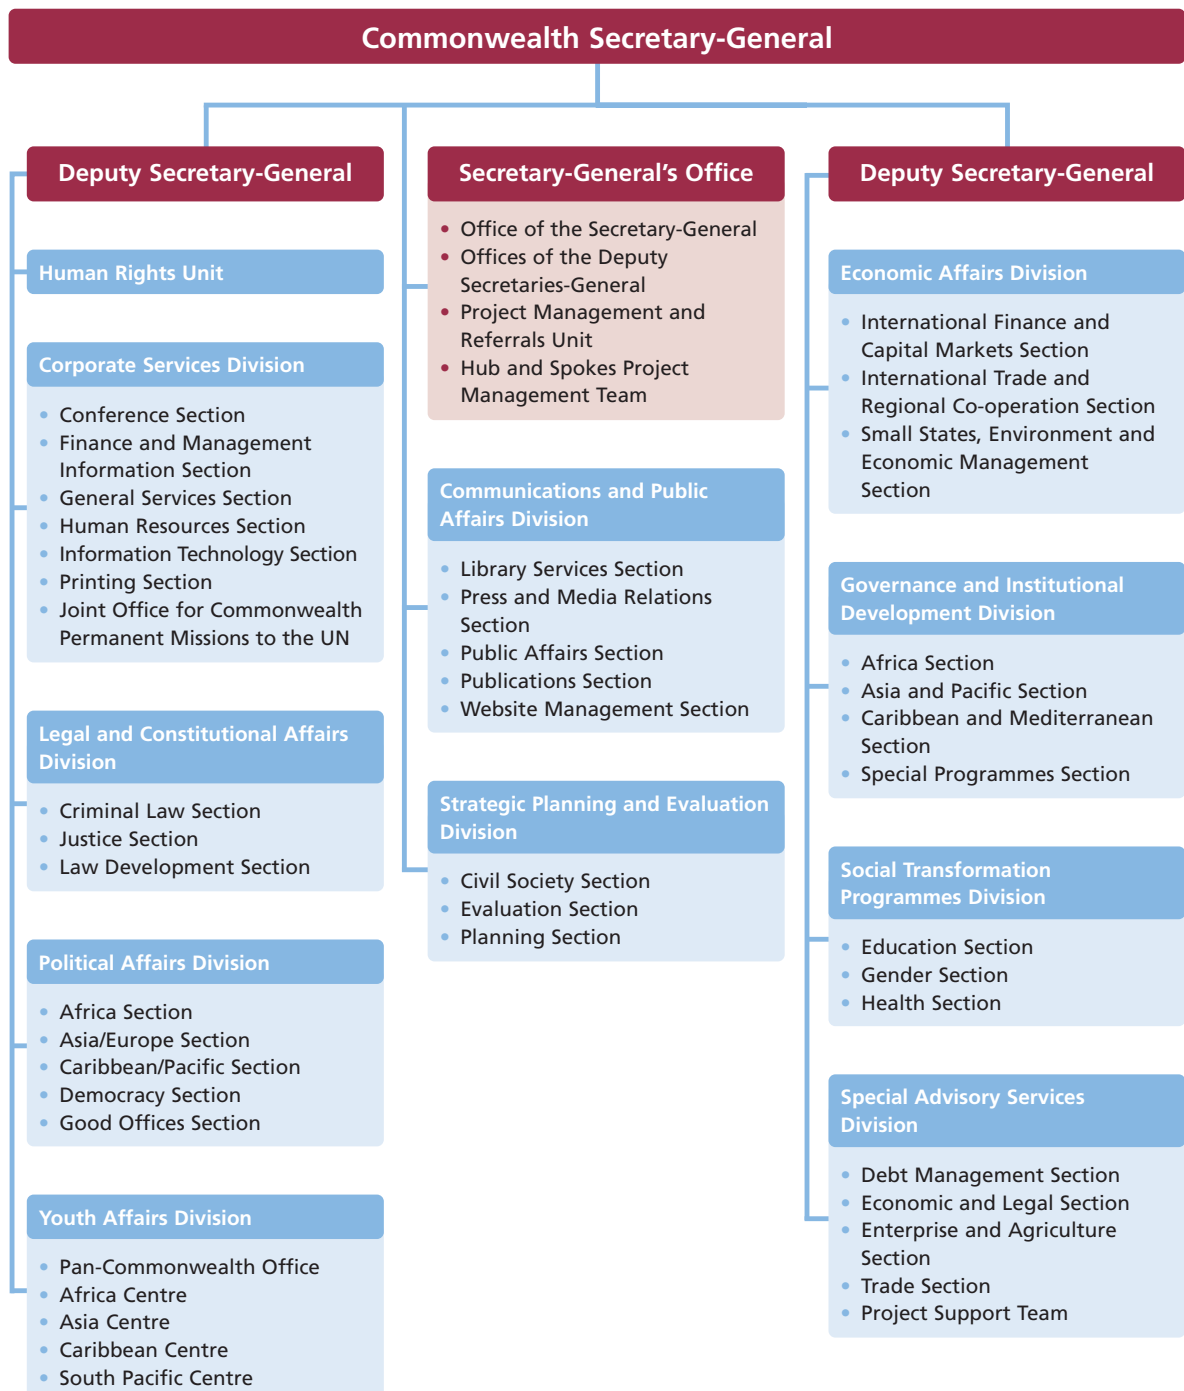 Commonwealth Secretary-General
Deputy Secretary-General
Human Rights Unit
Corporate Services Division
• Conference Section
• Finance and Management
Information Section
• General Services Section
• Human Resources Section
• Information Technology Section
• Printing Section
• Joint Office for Commonwealth
Permanent Missions to the UN
Legal and Constitutional Affairs
Division
• Criminal Law Section
• Justice Section
• Law Development Section
Political Affairs Division
• Africa Section
• Asia/Europe Section
• Caribbean/Pacific Section
• Democracy Section
• Good Offices Section
Youth Affairs Division
• Pan-Commonwealth Office
• Africa Centre
• Asia Centre
• Caribbean Centre
• South Pacific Centre
Secretary-General's Office
• Office of the Secretary-General
• Offices of the Deputy
Secretaries-General
• Project Management and
Referrals Unit
• Hub and Spokes Project
Management Team
Communications and Public
Affairs Division
• Library Services Section
• Press and Media Relations
Section
• Public Affairs Section
• Publications Section
• Website Management Section
Strategic Planning and Evaluation
Division
• Civil Society Section
• Evaluation Section
• Planning Section
Deputy Secretary-General
Economic Affairs Division
• International Finance and
Capital Markets Section
• International Trade and
Regional Co-operation Section
• Small States, Environment and
Economic Management
Section
Governance and Institutional
Development Division
• Africa Section
• Asia and Pacific Section
• Caribbean and Mediterranean
Section
• Special Programmes Section
Social Transformation
Programmes Division
• Education Section
• Gender Section
• Health Section
Special Advisory Services
Division
• Debt Management Section
• Economic and Legal Section
• Enterprise and Agriculture
Section
• Trade Section
• Project Support Team